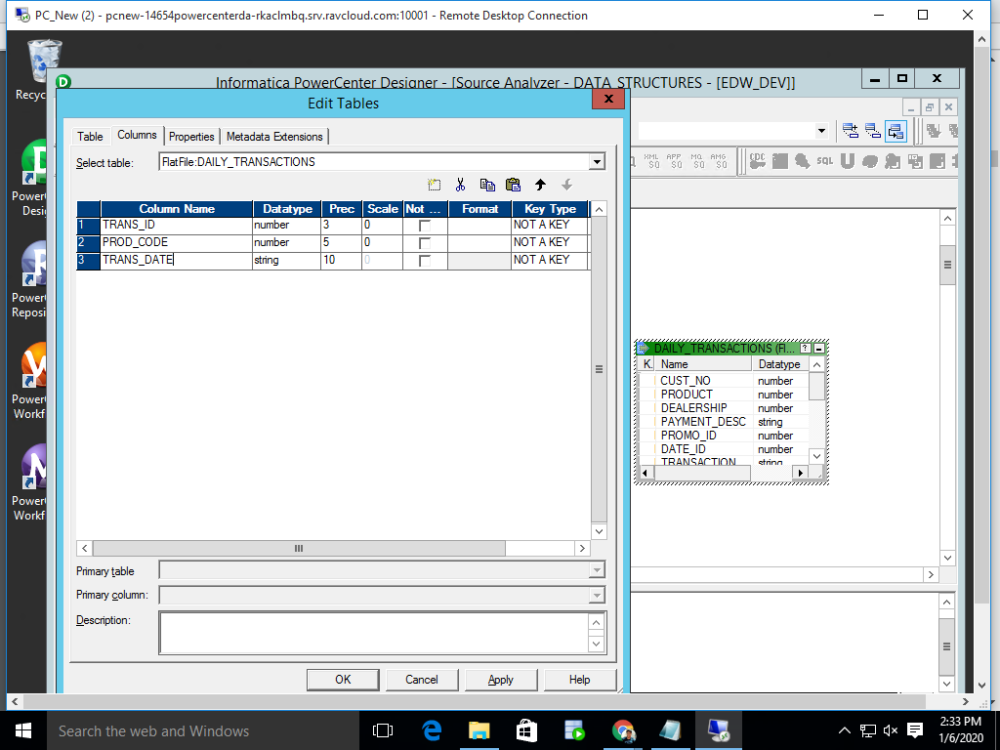 PC_New (2) - pcnew-14654powercenterda-rkaclmbq.srv.ravcloud.com:10001 - Remote Desktop Connection
Recyc
Informatica PowerCenter Designer - [Source Analyzer - DATA_STRUCTURES - [EDW_DEV]]
Edit Tables
Table Columns Properties Metadata Extensions
Select table: FlatFile:DAILY_TRANSACTIONS
XML SQ APP SQ MQ SQ AMG SQ CDC SQL
Column Name Datatype Prec Scale Not ... Format Key Type
1 TRANS_ID number 3 0 NOT A KEY
2 PROD_CODE number 5 0 NOT A KEY
3 TRANS_DATE string 10 0 NOT A KEY
Power
Desi
Power
Reposi
Power
Workf
Power
Workf
DAILY_TRANSACTIONS (Fl... ?
K. Name Datatype
CUST_NO number
PRODUCT number
DEALERSHIP number
PAYMENT_DESC string
PROMO_ID number
DATE_ID number
TRANSACTION string
Primary table
Primary column:
Description:
OK Cancel Apply Help
Search the web and Windows
2:33 PM
1/6/2020